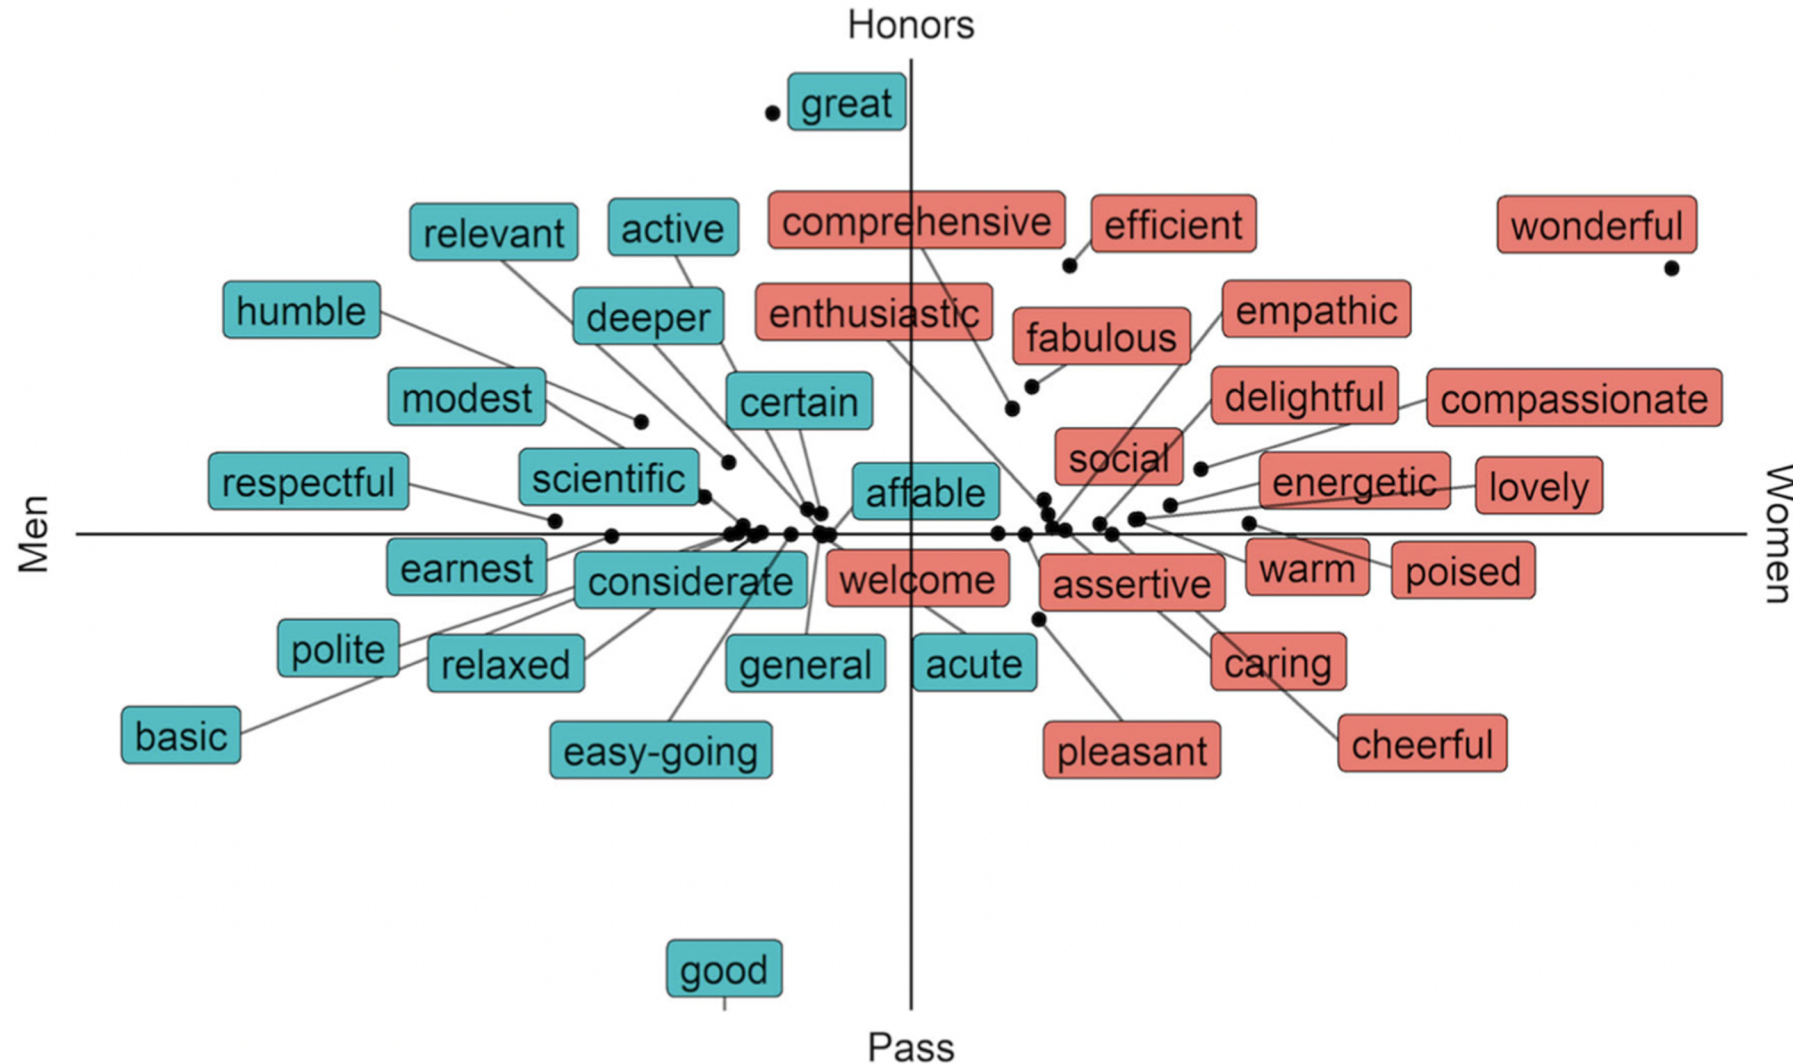 Honors
great
relevant
active
comprehensive
efficient
wonderful
humble
deeper
enthusiastic
fabulous
empathic
modest
certain
delightful
compassionate
social
respectful
scientific
affable
energetic
lovely
Men
Women
earnest
considerate
welcome
assertive
warm
poised
polite
relaxed
general
acute
caring
basic
easy-going
pleasant
cheerful
good
Pass